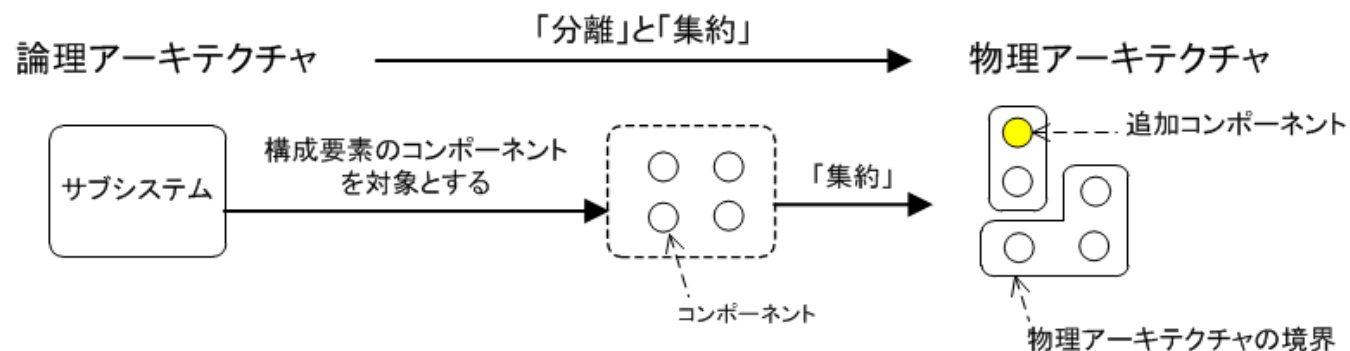 「分離」と「集約」
論理アーキテクチャ
物理アーキテクチャ
サブシステム
構成要素のコンポーネント
を対象とする
コンポーネント
「集約」
追加コンポーネント
物理アーキテクチャの境界